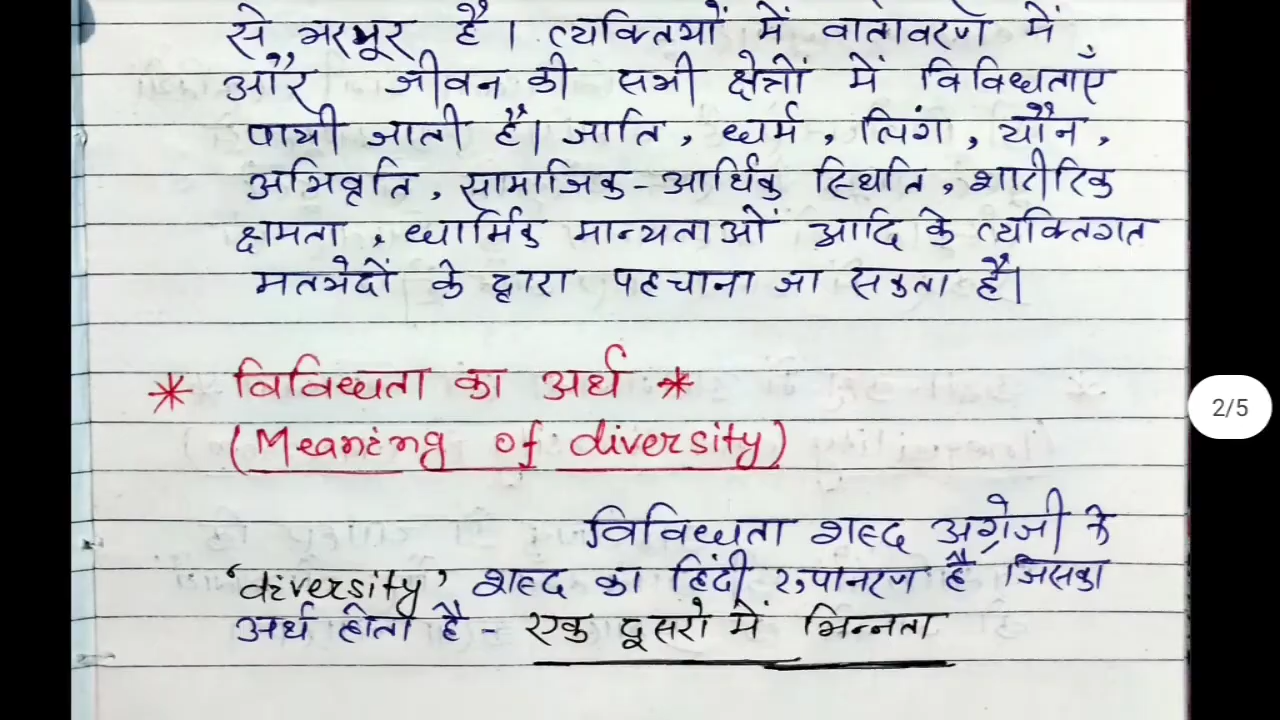 से भरपूर है। व्यक्तियों में वातावरण में
और जीवन की सभी क्षेत्रों में विविधताएँ
पायी जाती है। जाति, धर्म, लिंग, यौन,
अभिवृति, सामाजिक-आर्थिक स्थिति, शारीरिक
क्षमता, धार्मिक मान्यताओं आदि के व्यक्तिगत
मतभेदों के द्वारा पहचाना जा सकता है।
* विविधता का अर्थ *
(Meaning of diversity)
विविधता शब्द अंग्रेजी के
'diversity' शब्द का हिंदी रुपानरण है जिसका
अर्थ होता है - एक दूसरो में भिन्नता
2/5